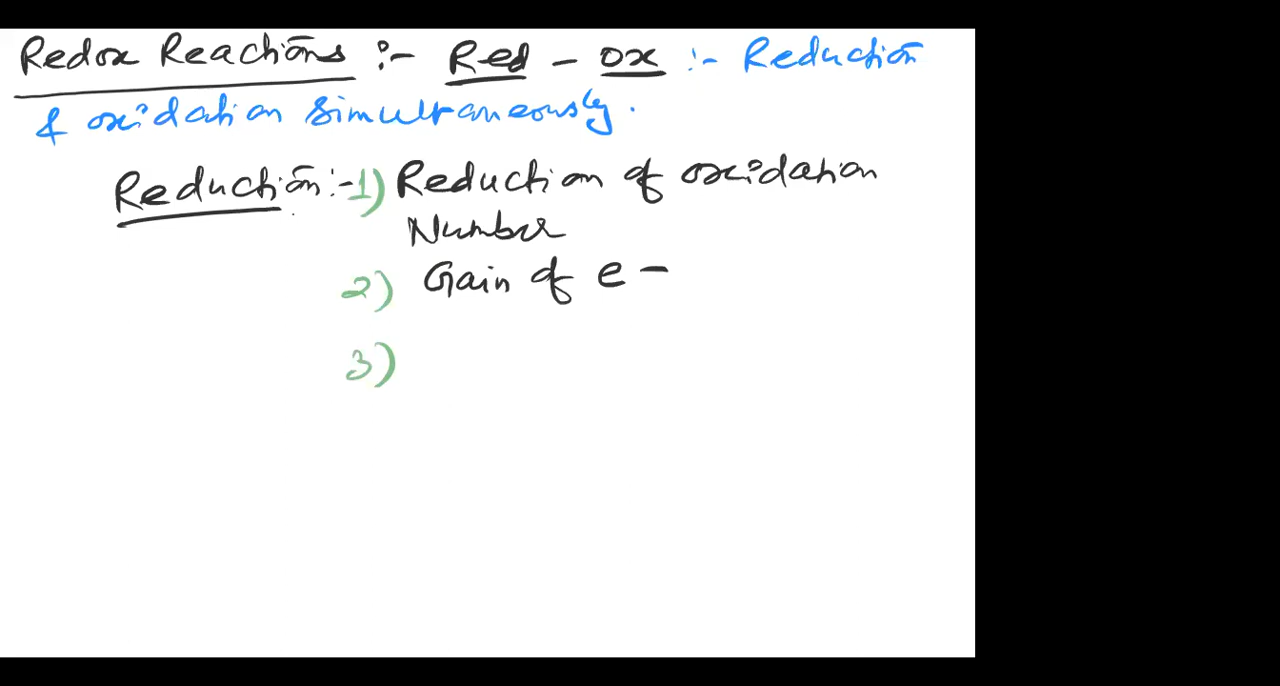 Redox Reactions :- Red - ox :- Reduction
& oxidation simultaneously.
Reduction :- 1) Reduction of oxidation
Number
2) Gain of e -
3)